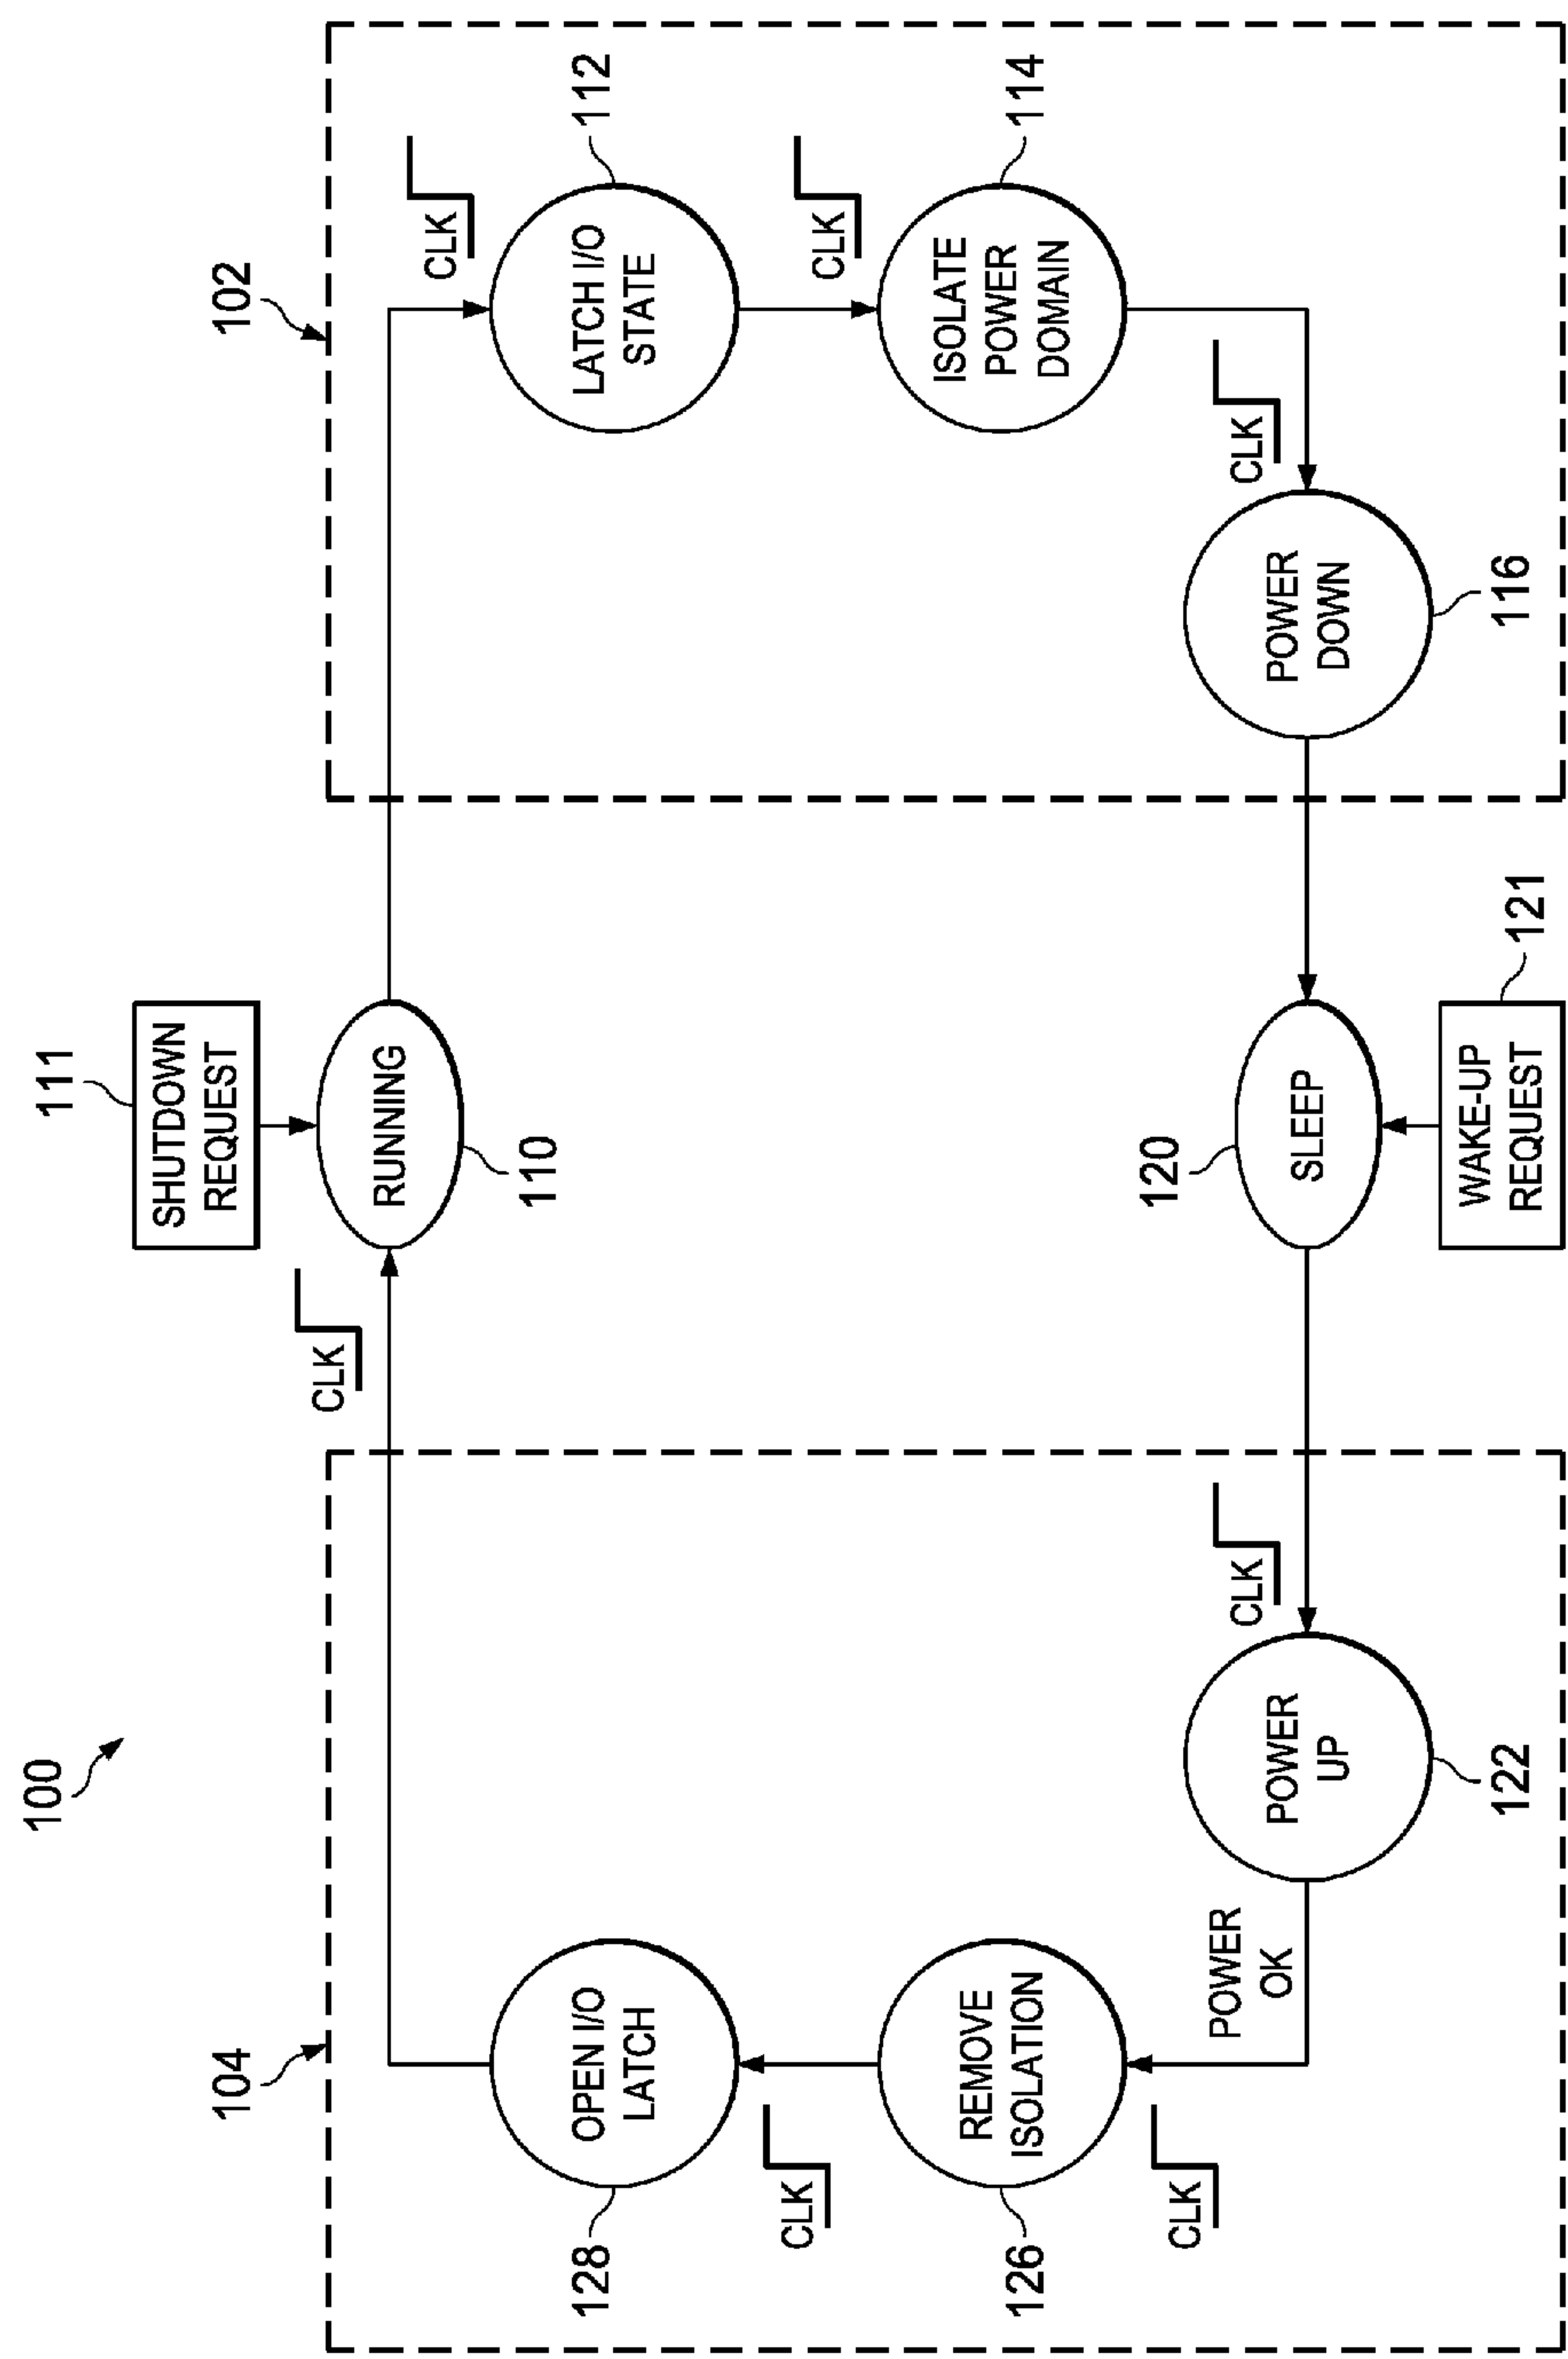 100
104
102
111
SHUTDOWN
REQUEST
CLK
RUNNING
110
CLK
LATCH I/O
STATE
112
CLK
ISOLATE
POWER
DOMAIN
114
CLK
POWER
DOWN
116
120
SLEEP
WAKE-UP
REQUEST
121
CLK
POWER
UP
122
POWER
OK
CLK
REMOVE
ISOLATION
126
CLK
OPEN I/O
LATCH
128